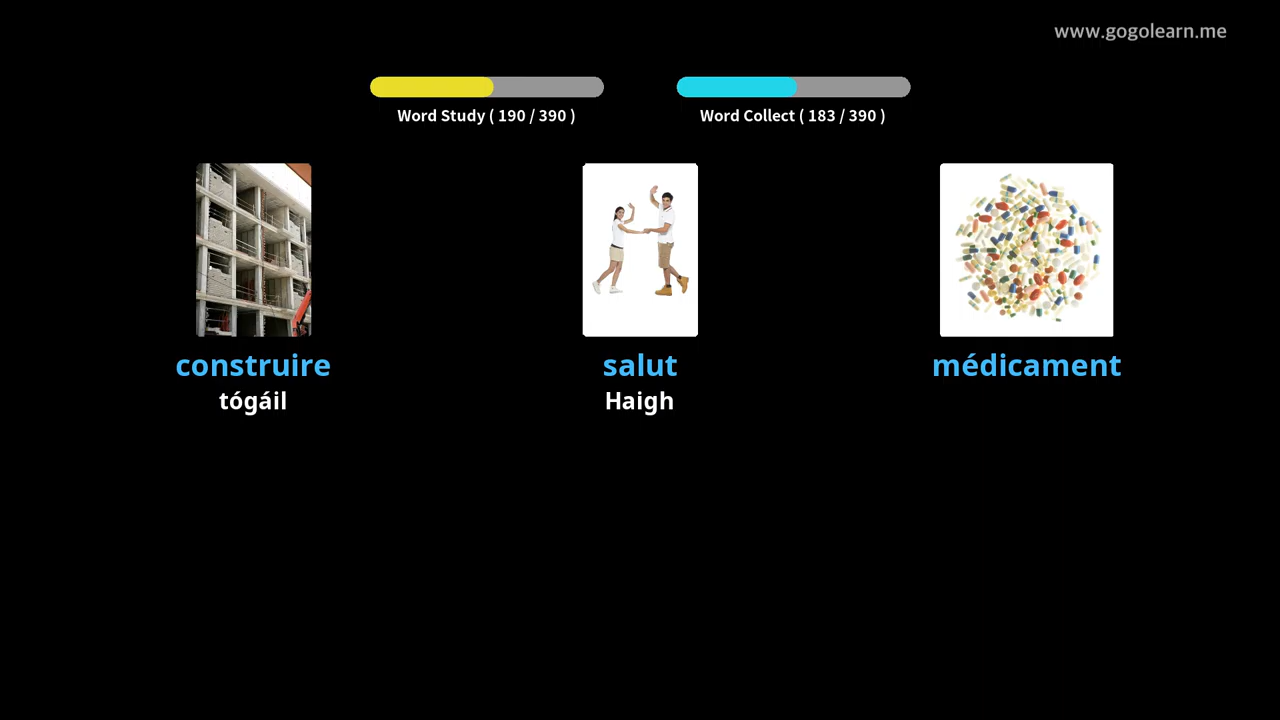 www.gogolearn.me
Word Study ( 190 / 390 )
Word Collect ( 183 / 390 )
construire
tógáil
salut
Haigh
médicament